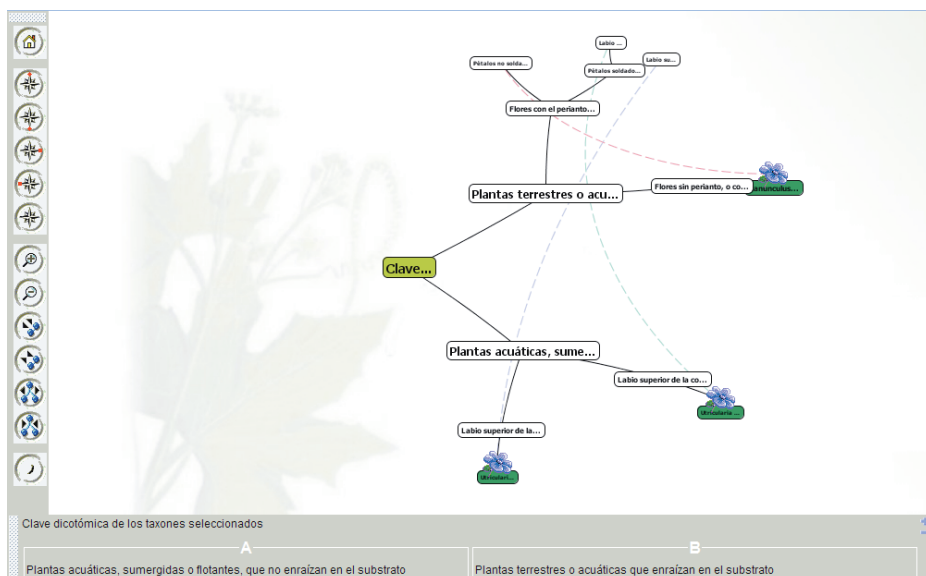 Labio ...
Labio su...
Pétalos no solda...
Pétalos soldado...
Flores con el perianto...
Plantas terrestres o acu...
Flores sin perianto, o co...
anunculus...
Clave...
Plantas acuáticas, sume...
Labio superior de la co...
Utricularia ...
Labio superior de la...
Utriculari...
Clave dicotómica de los taxones seleccionados
A
B
Plantas acuáticas, sumergidas o flotantes, que no enraízan en el substrato
Plantas terrestres o acuáticas que enraízan en el substrato